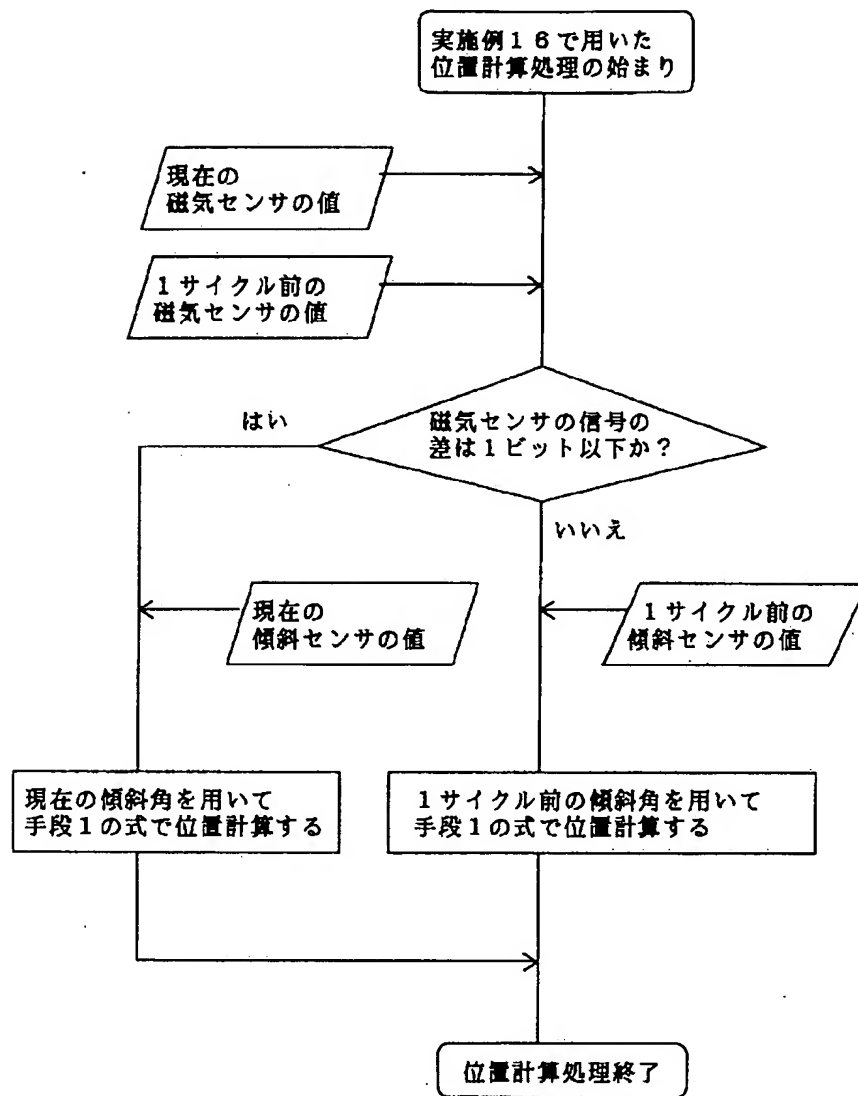 実施例１６で用いた
位置計算処理の始まり
現在の
磁気センサの値
１サイクル前の
磁気センサの値
はい
磁気センサの信号の
差は１ビット以下か？
いいえ
現在の
傾斜センサの値
１サイクル前の
傾斜センサの値
現在の傾斜角を用いて
手段１の式で位置計算する
１サイクル前の傾斜角を用いて
手段１の式で位置計算する
位置計算処理終了